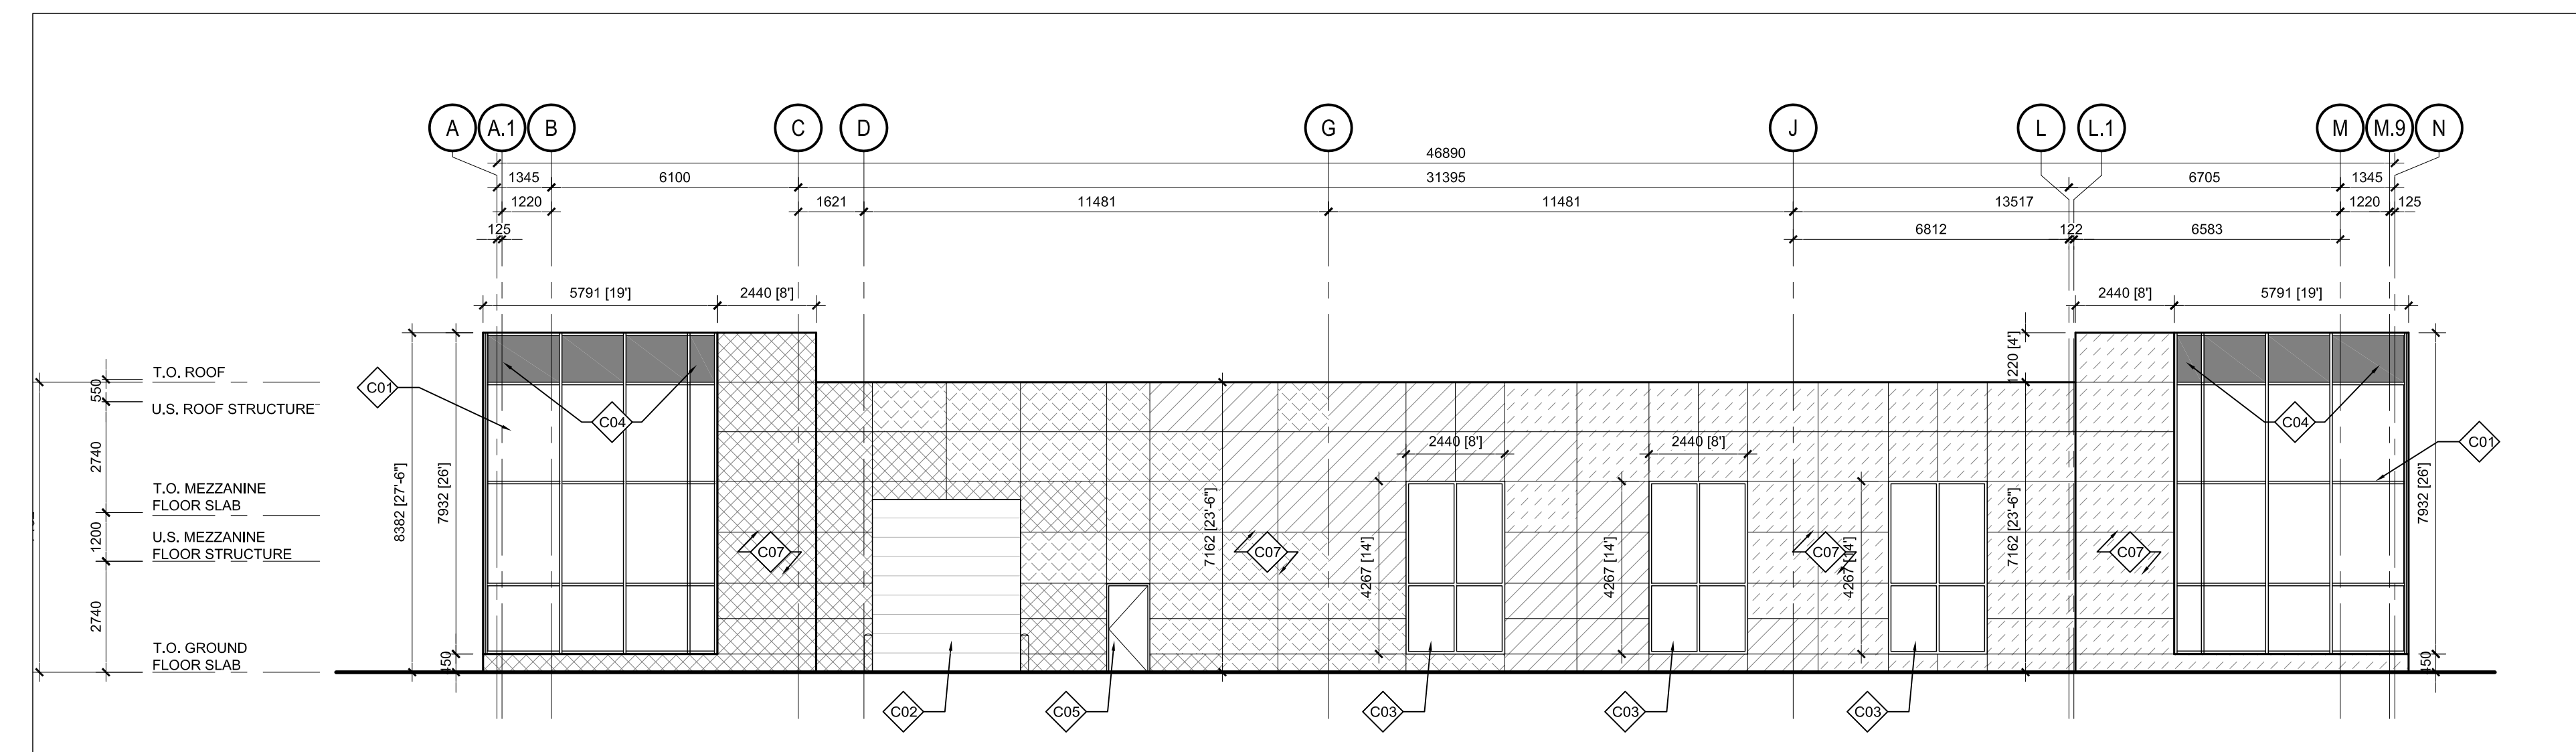 A A.1 B C D G J L L.1 M M.9 N
46890
1345 6100 31395 6705 1345
1220 1621 11481 11481 13517 1220 125
125 6812 122 6583
5791 [19'] 2440 [8'] 2440 [8'] 5791 [19']
T.O. ROOF
U.S. ROOF STRUCTURE
T.O. MEZZANINE
FLOOR SLAB
U.S. MEZZANINE
FLOOR STRUCTURE
T.O. GROUND
FLOOR SLAB
550
2740
1200
2740
8382 [27'-6"]
7932 [26']
450
C01
C04
C07
7162 [23'-6"]
C07
2440 [8']
4267 [14']
2440 [8']
4267 [14']
C07
4267 [14']
1220 [4']
7162 [23'-6"]
C07
C04
C01
7932 [26']
450
C02 C05 C03 C03 C03